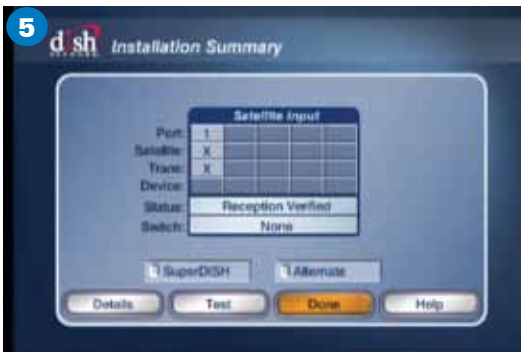 5
dish Installation Summary
NETWORK
Satellite Input
Port: 1
Satellite: X
Trans: X
Device:
Status: Reception Verified
Switch: None
SuperDISH Alternate
Details Test Done Help